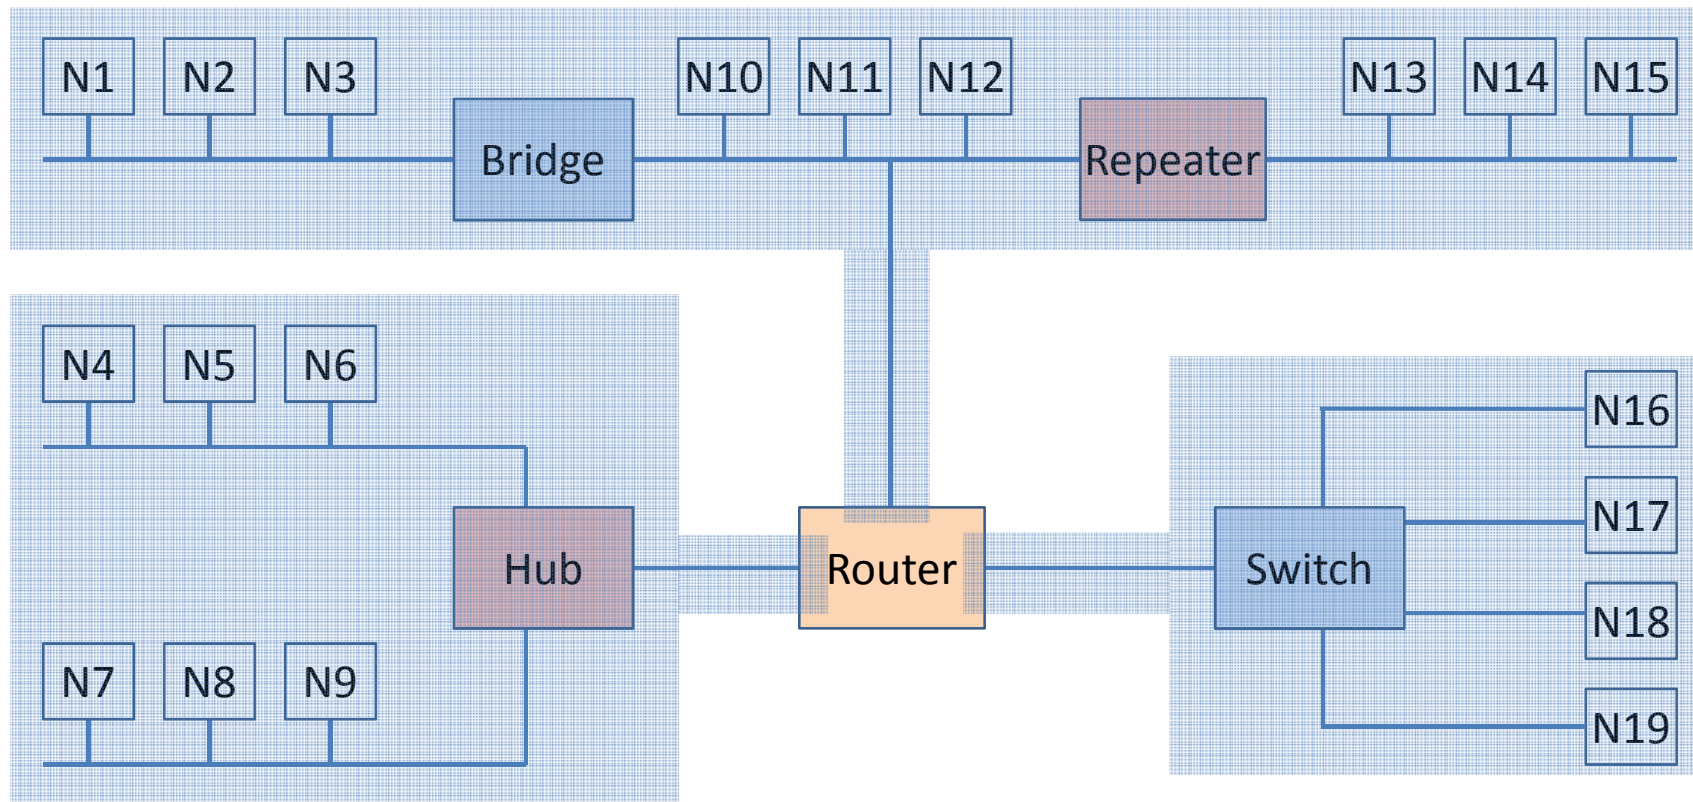 N1 N2 N3 N10 N11 N12 N13 N14 N15
Bridge Repeater
N4 N5 N6
N16
N17
Hub Router Switch
N18
N7 N8 N9
N19